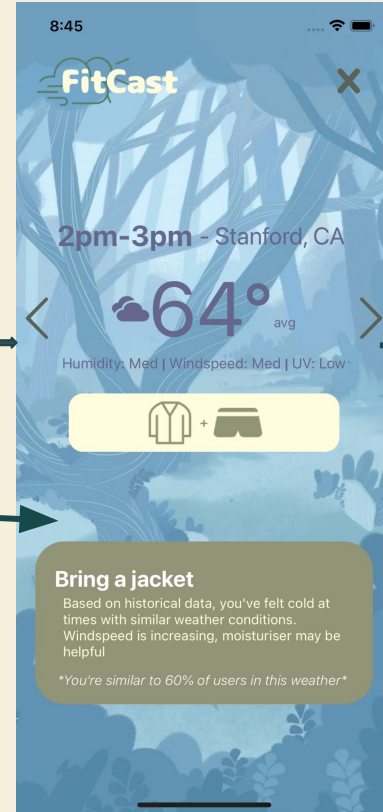 8:45
FitCast
2pm-3pm - Stanford, CA
64° avg
Humidity: Med | Windspeed: Med | UV: Low
+
Bring a jacket
Based on historical data, you've felt cold at
times with similar weather conditions.
Windspeed is increasing, moisturiser may be
helpful
*You're similar to 60% of users in this weather*